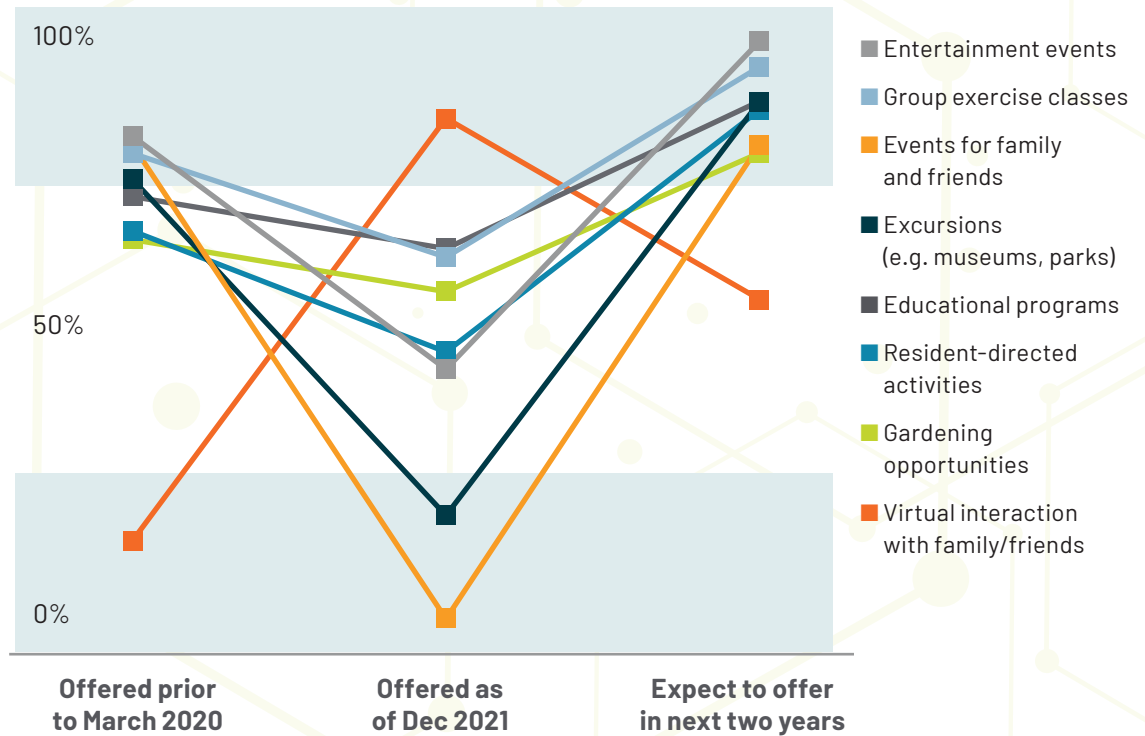 100%
50%
0%
Entertainment events
Group exercise classes
Events for family
and friends
Excursions
(e.g. museums, parks)
Educational programs
Resident-directed
activities
Gardening
opportunities
Virtual interaction
with family/friends
Offered prior
to March 2020
Offered as
of Dec 2021
Expect to offer
in next two years